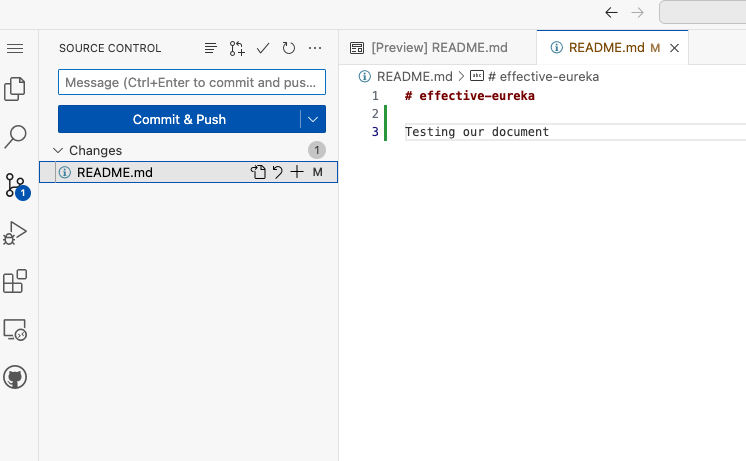 SOURCE CONTROL
Message (Ctrl+Enter to commit and pus...
Commit & Push
Changes
1
README.md
M
1
[Preview] README.md
README.md M
README.md > # effective-eureka
1 # effective-eureka
2
3 Testing our document